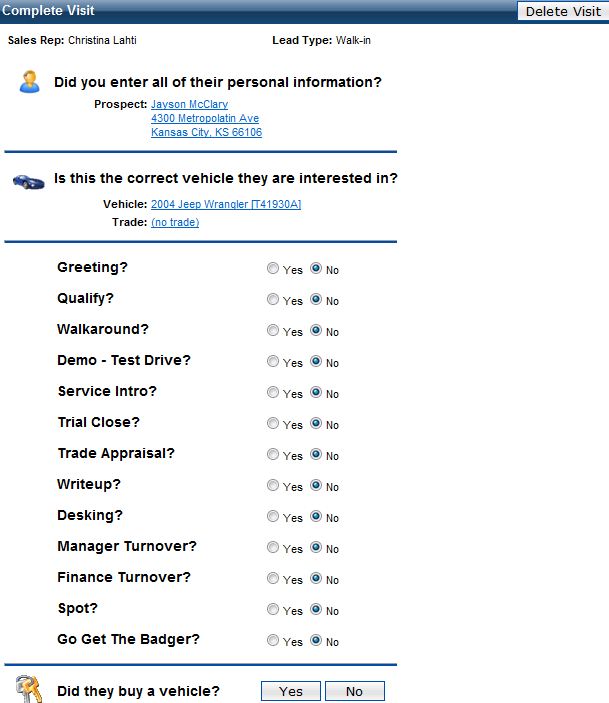 Complete Visit Delete Visit
Sales Rep: Christina Lahti Lead Type: Walk-in
Did you enter all of their personal information?
Prospect: Jayson McClary
4300 Metropolatin Ave
Kansas City, KS 66106
Is this the correct vehicle they are interested in?
Vehicle: 2004 Jeep Wrangler [T41930A]
Trade: (no trade)
Greeting? Yes No
Qualify? Yes No
Walkaround? Yes No
Demo - Test Drive? Yes No
Service Intro? Yes No
Trial Close? Yes No
Trade Appraisal? Yes No
Writeup? Yes No
Desking? Yes No
Manager Turnover? Yes No
Finance Turnover? Yes No
Spot? Yes No
Go Get The Badger? Yes No
Did they buy a vehicle? Yes No